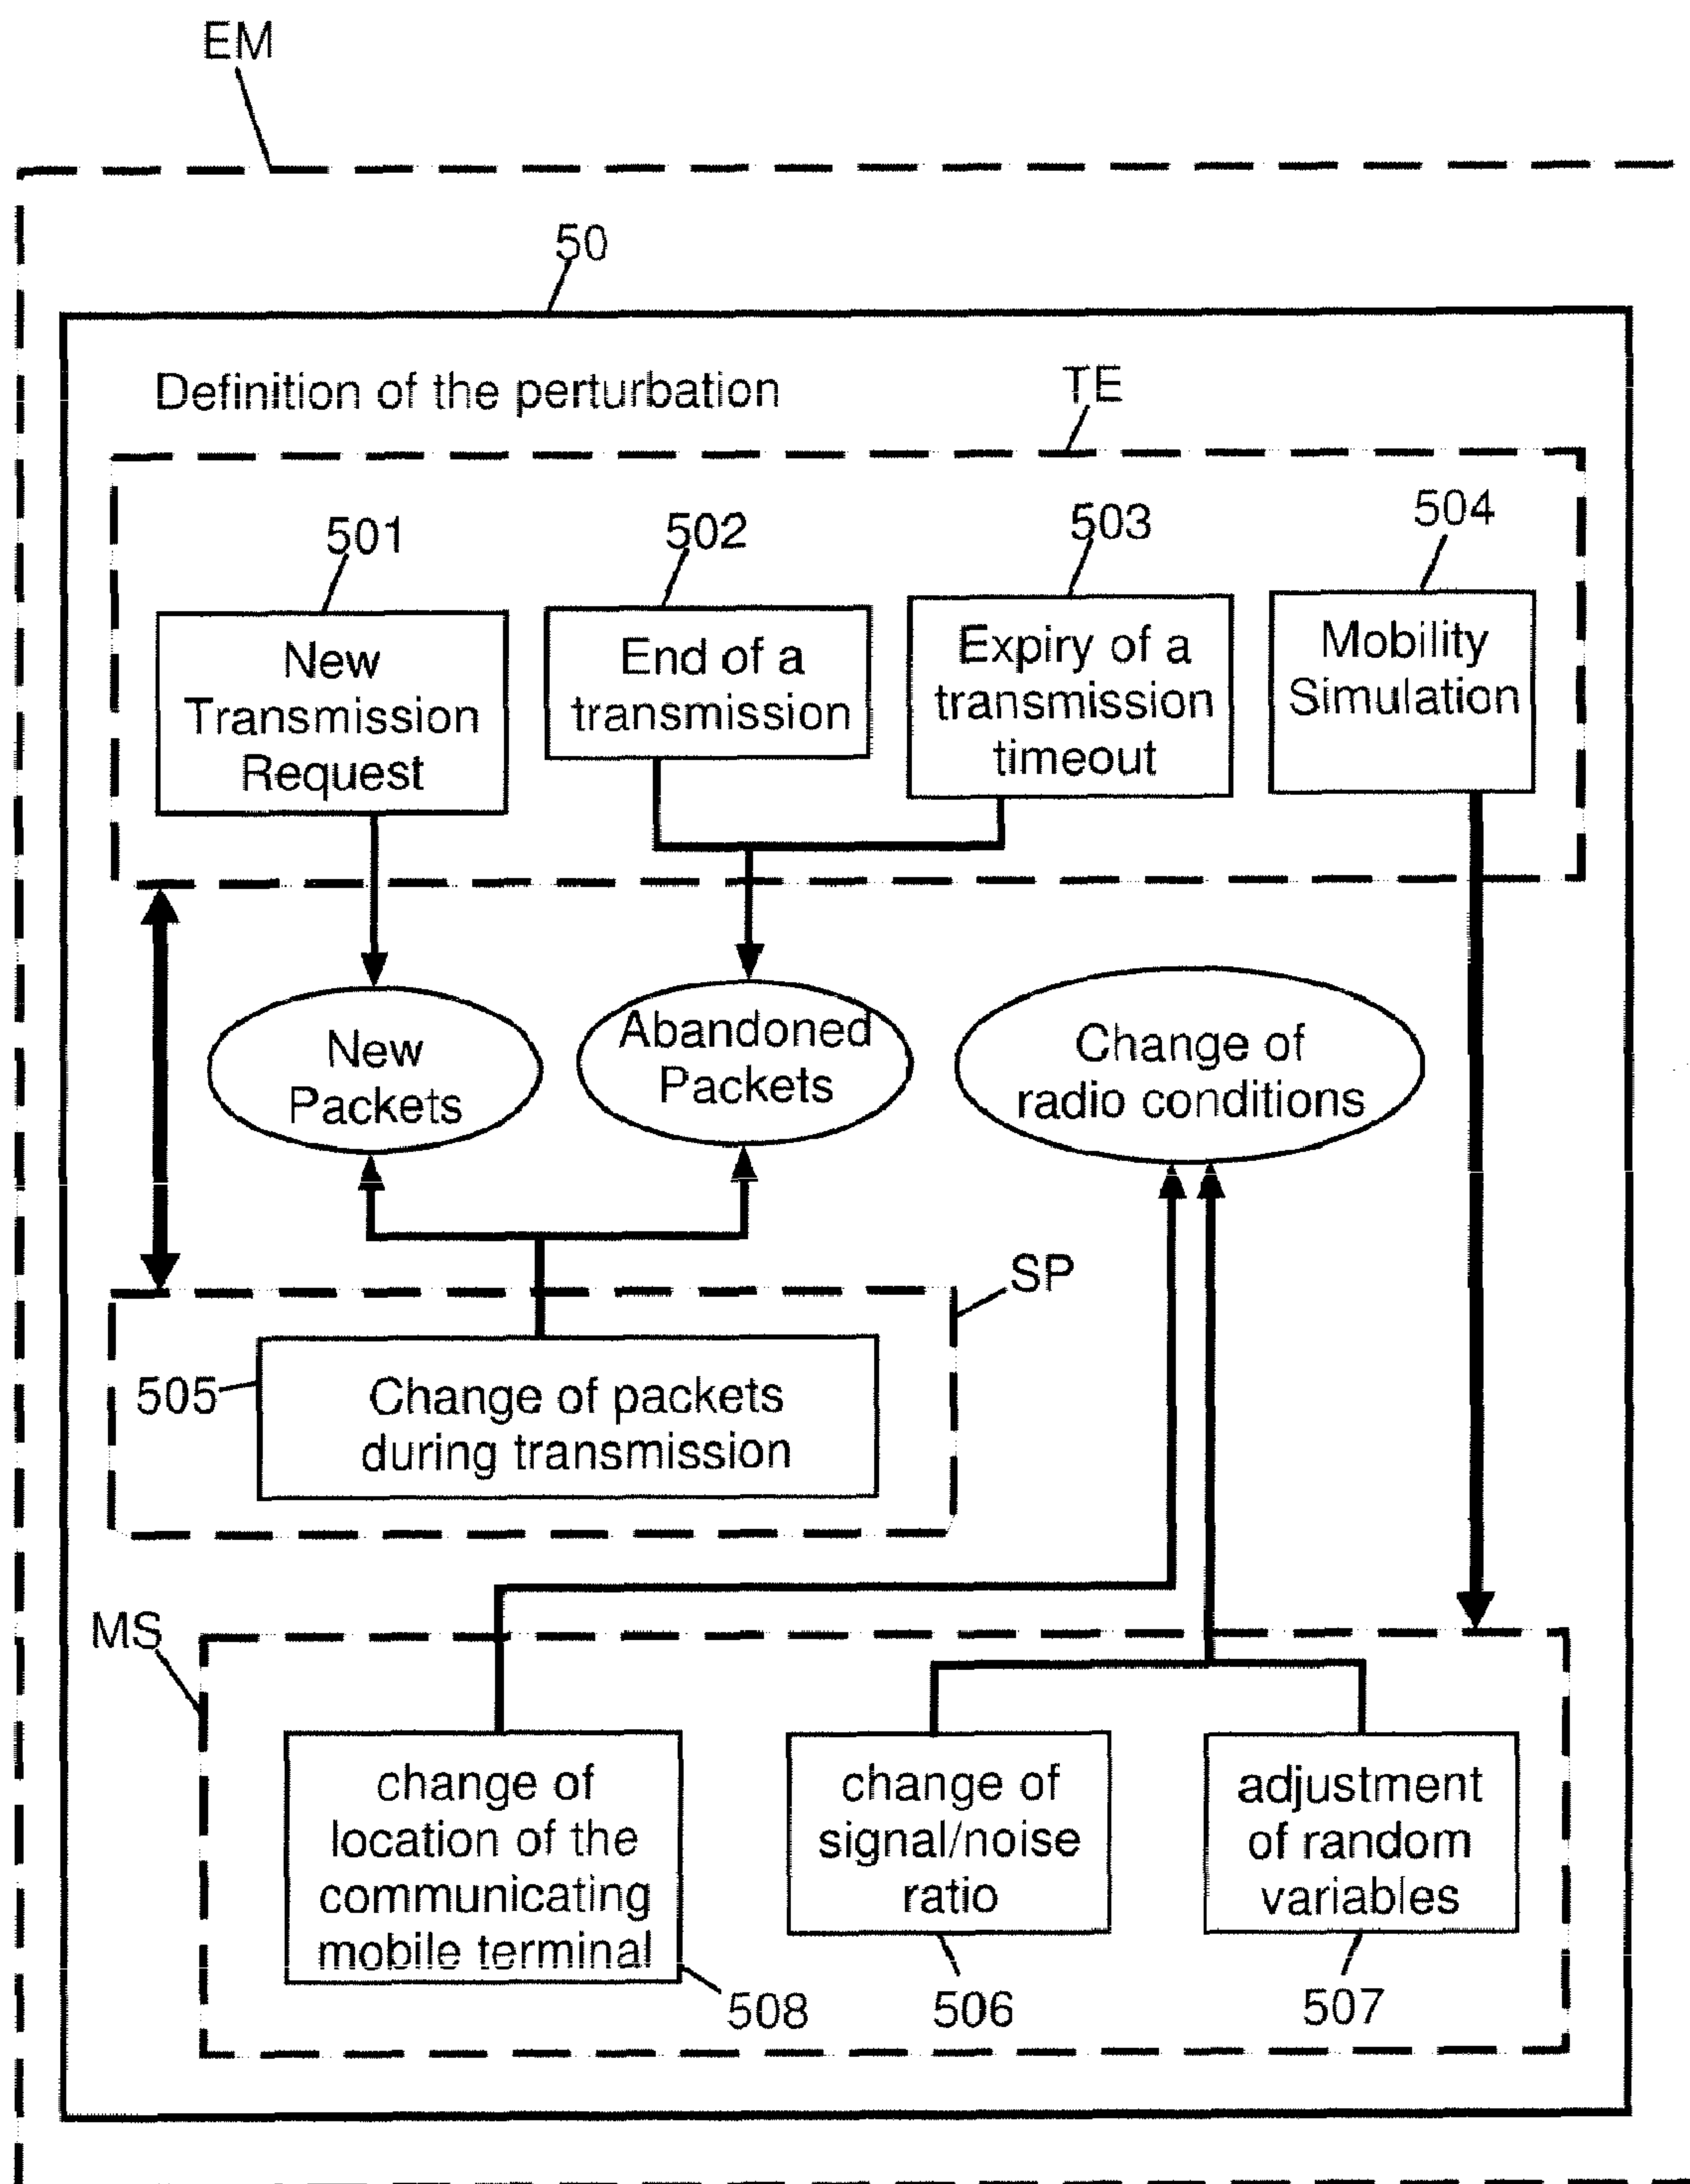 EM
50
Definition of the perturbation
TE
501
502
503
504
New
Transmission
Request
End of a
transmission
Expiry of a
transmission
timeout
Mobility
Simulation
New
Packets
Abandoned
Packets
Change of
radio conditions
SP
505
Change of packets
during transmission
MS
change of
location of the
communicating
mobile terminal
change of
signal/noise
ratio
adjustment
of random
variables
508
506
507